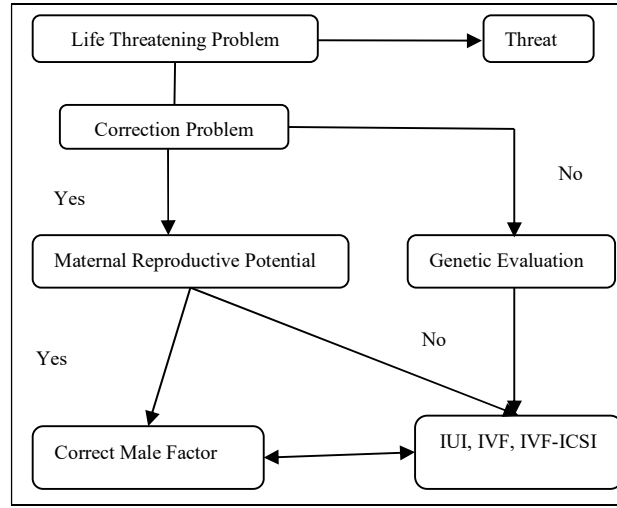 Life Threatening Problem
Threat
Correction Problem
Yes
No
Maternal Reproductive Potential
Genetic Evaluation
Yes
No
Correct Male Factor
IUI, IVF, IVF-ICSI